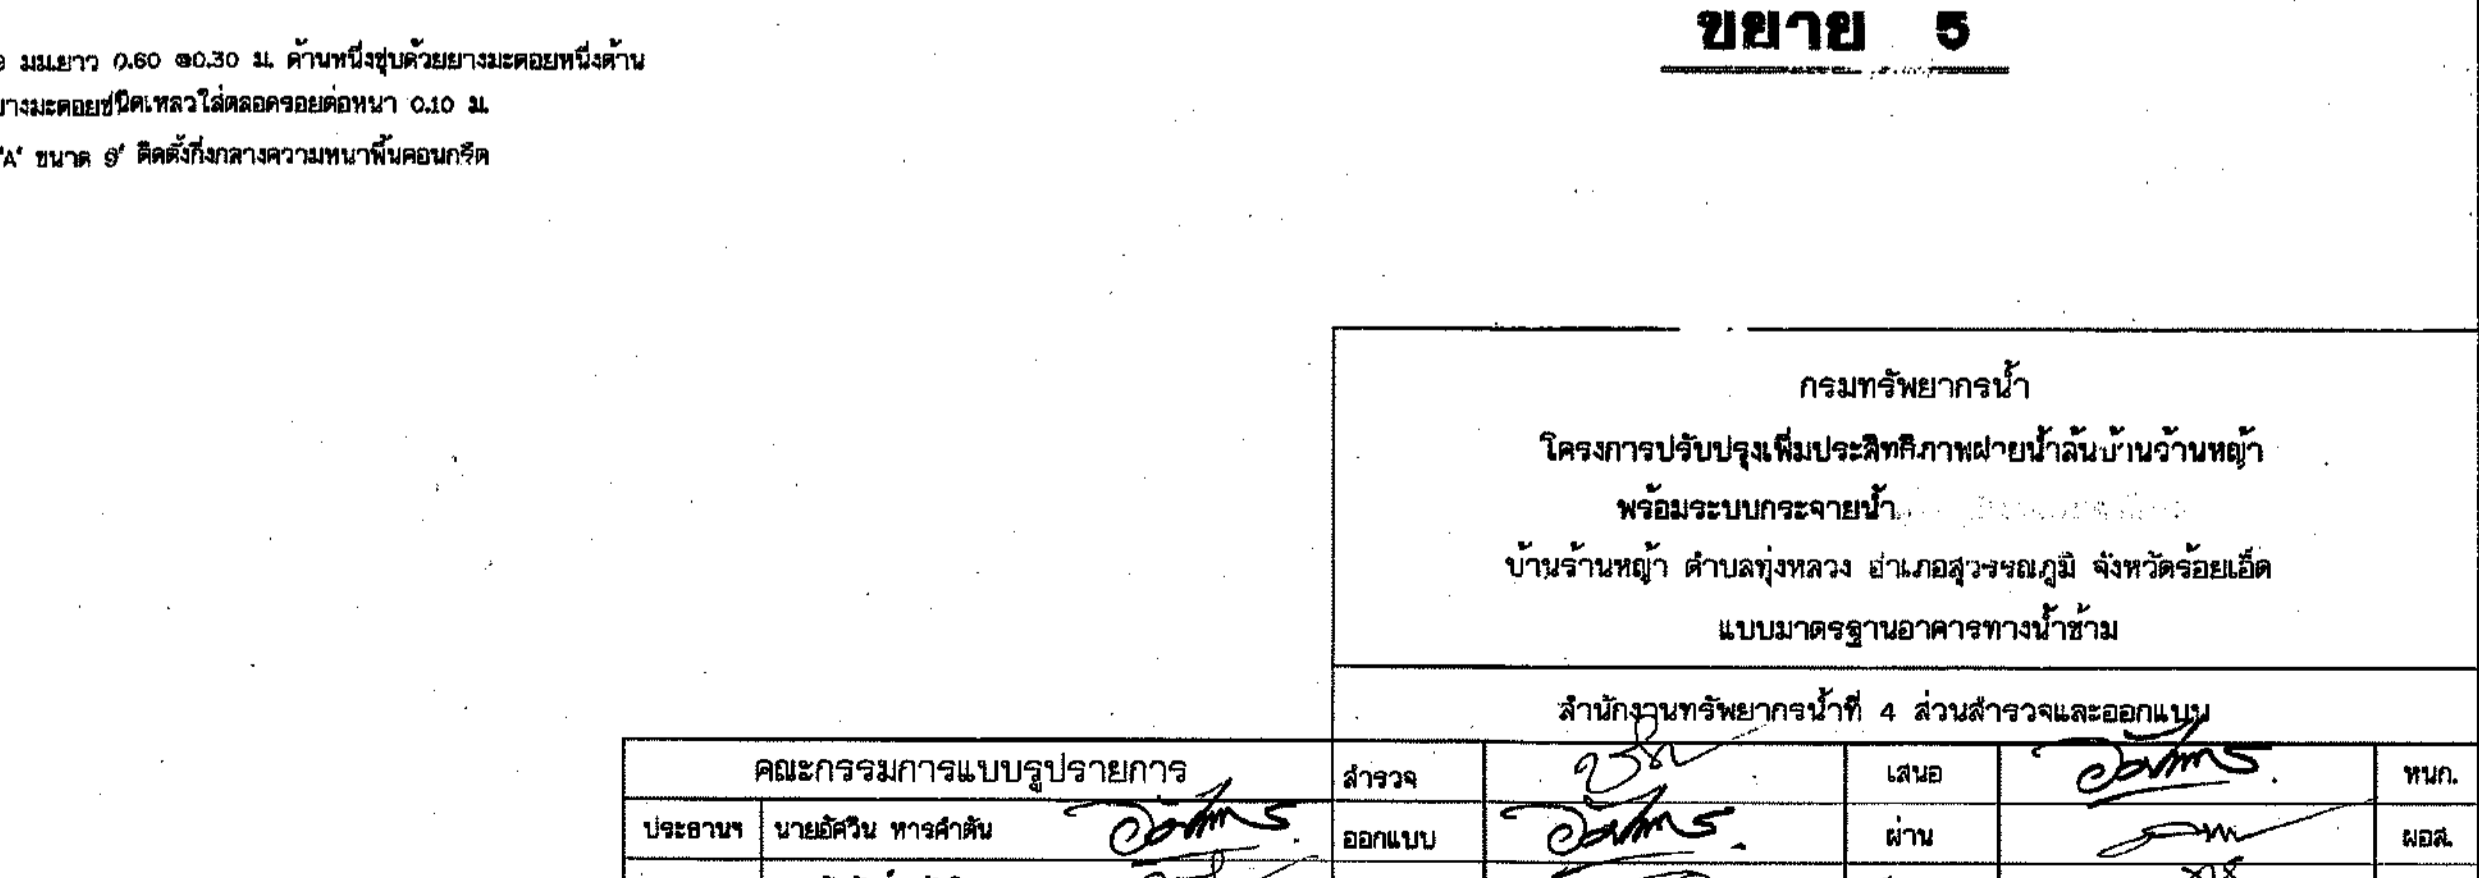 ขยาย 5
มม.ยาว 0.60 @0.30 ม. ด้านหนึ่งชุบด้วยยางมะตอยหนึ่งด้าน
ยางมะตอยชนิดเหลวใส่ตลอดรอยต่อหนา 0.10 ม.
"A" ขนาด 9" ติดตั้งกึ่งกลางความหนาพื้นคอนกรีต
กรมทรัพยากรน้ำ
โครงการปรับปรุงเพิ่มประสิทธิภาพฝายน้ำล้นบ้านว้านหญ้า
พร้อมระบบกระจายน้ำ
บ้านร้านหญ้า ตำบลทุ่งหลวง อำเภอสุวรรณภูมิ จังหวัดร้อยเอ็ด
แบบมาตรฐานอาคารทางน้ำข้าม
สำนักงานทรัพยากรน้ำที่ 4 ส่วนสำรวจและออกแบบ
คณะกรรมการแบบรูปรายการ สำรวจ เสนอ หนก.
ประธานฯ นายอัศวิน หารคำตัน ออกแบบ ผ่าน ผอส.